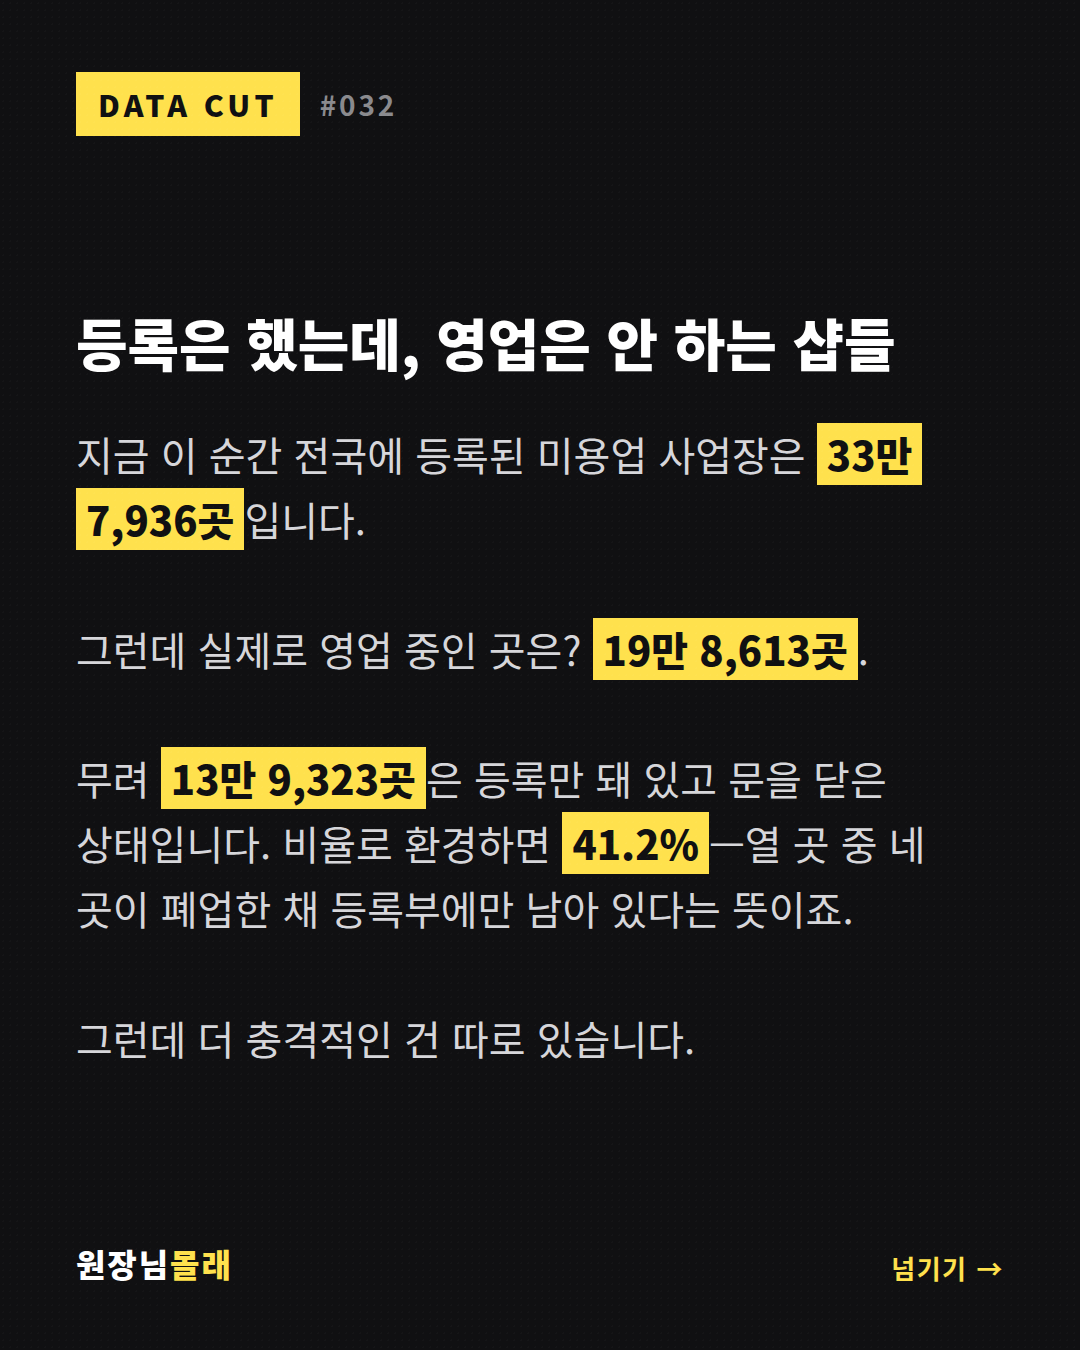 DATA CUT #032
등록은 했는데, 영업은 안 하는 샵들
지금 이 순간 전국에 등록된 미용업 사업장은 33만
7,936곳입니다.
그런데 실제로 영업 중인 곳은? 19만 8,613곳.
무려 13만 9,323곳은 등록만 돼 있고 문을 닫은
상태입니다. 비율로 환경하면 41.2%—열 곳 중 네
곳이 폐업한 채 등록부에만 남아 있다는 뜻이죠.
그런데 더 충격적인 건 따로 있습니다.
원장님몰래
넘기기 →